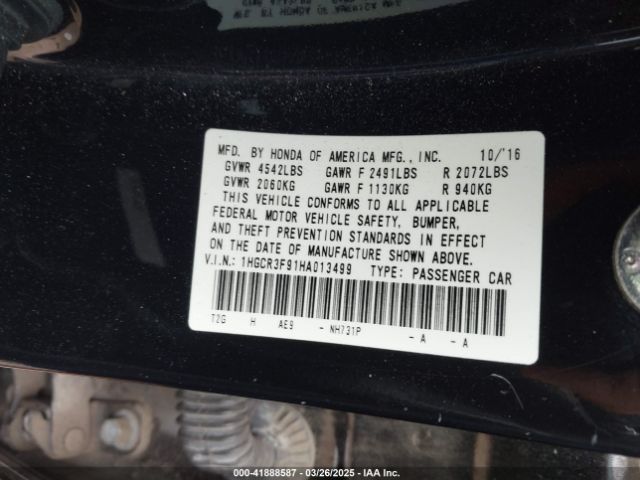 MFD. BY HONDA OF AMERICA MFG., INC. 10/'16
GVWR 4542LBS GAWR F 2491LBS R 2072LBS
GVWR 2060KG GAWR F 1130KG R 940KG
THIS VEHICLE CONFORMS TO ALL APPLICABLE
FEDERAL MOTOR VEHICLE SAFETY, BUMPER,
AND THEFT PREVENTION STANDARDS IN EFFECT
ON THE DATE OF MANUFACTURE SHOWN ABOVE.
V.I.N.: 1HGCR3F91HA013499 TYPE: PASSENGER CAR
T2G H AE9 - NH731P - A - A
000-41888587 - 03/26/2025 - IAA Inc.